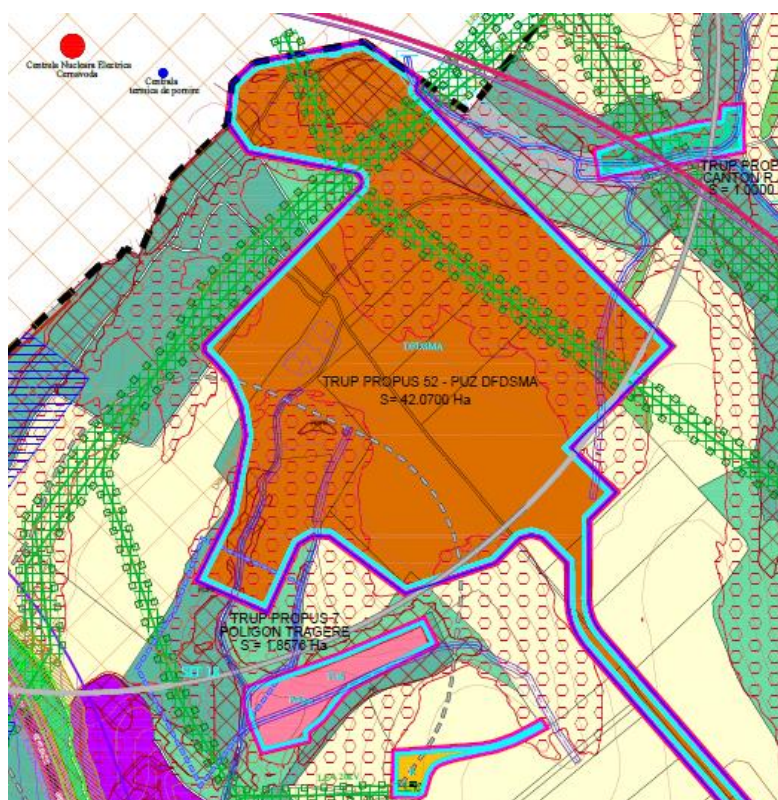 Centrala Nucleara Electrica
Cernavoda
Centrala
termica de pornire
TRUP PROP
CANTON R
S = 1.0000
DFDSMA
TRUP PROPUS 52 - PUZ DFDSMA
S= 42.0700 Ha
TRUP PROPUS 7
POLIGON TRAGERE
S = 1.8576 Ha